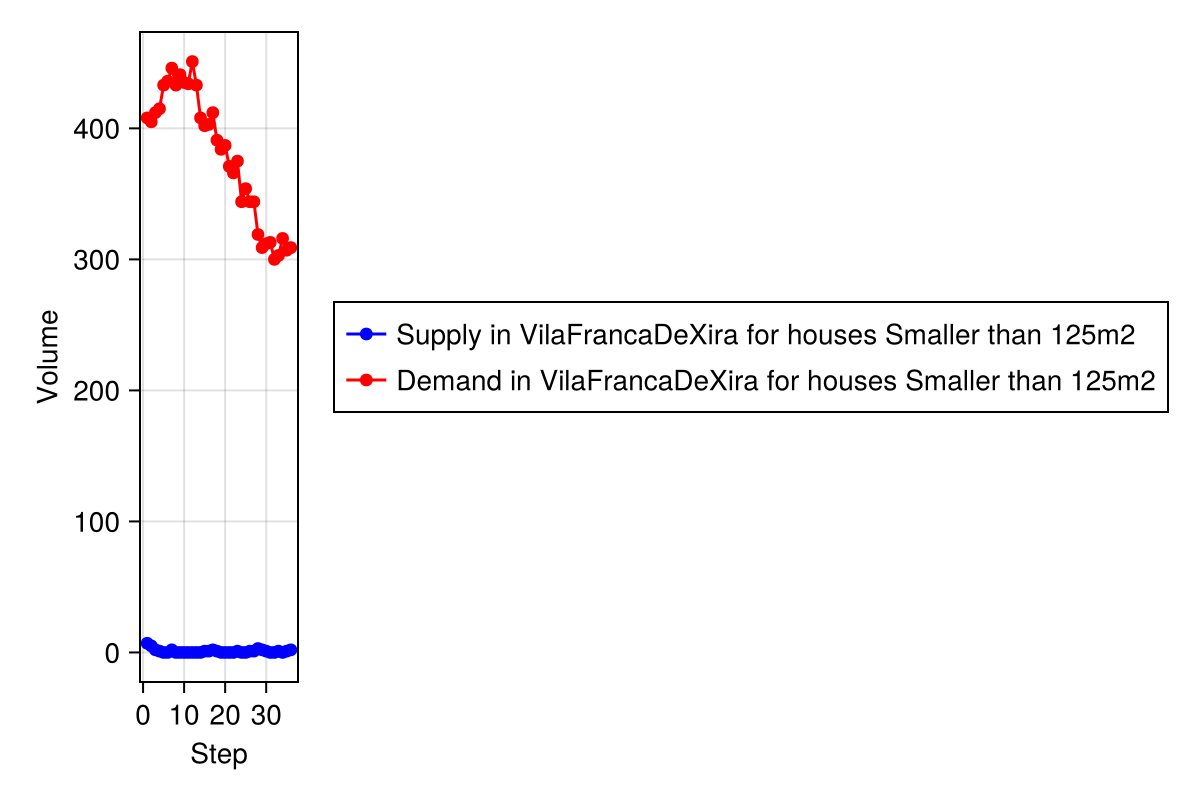 Volume
400
300
200
100
0
0 10 20 30
Step
Supply in VilaFrancaDeXira for houses Smaller than 125m2
Demand in VilaFrancaDeXira for houses Smaller than 125m2